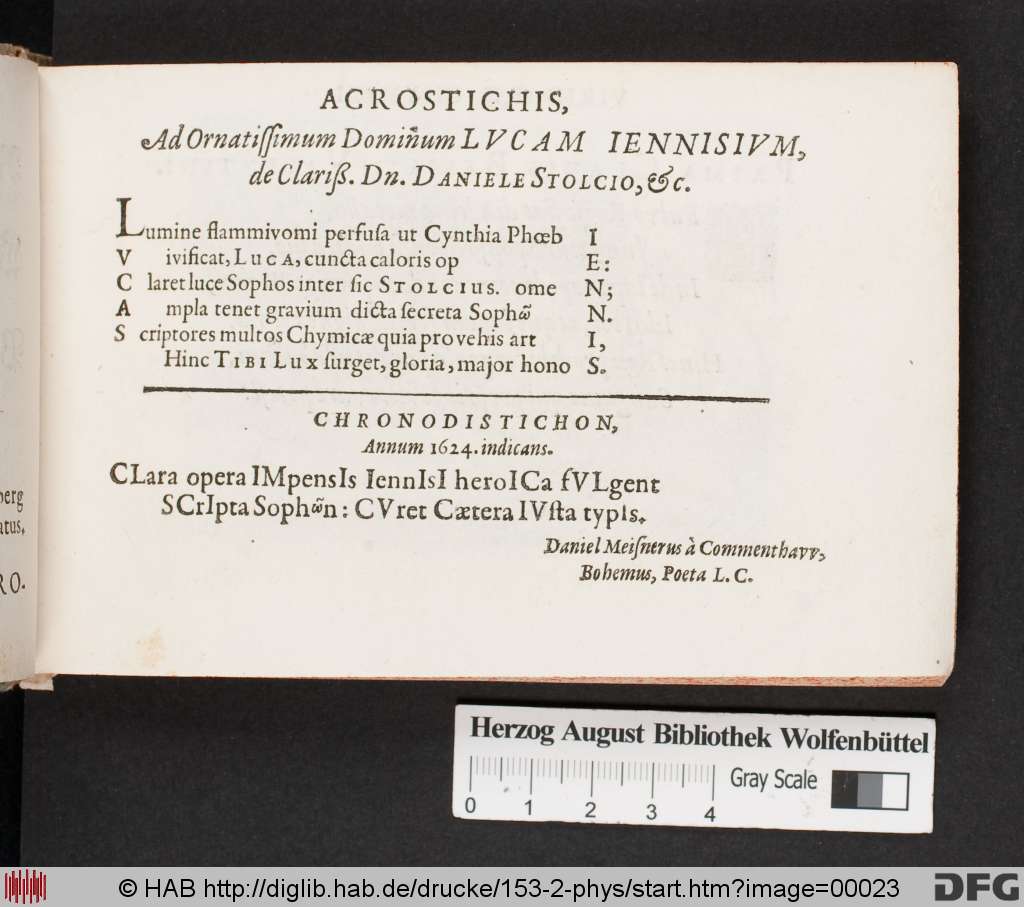 ACROSTICHIS,
Ad Ornatiſſimum Domiñum LVCAM IENNISIVM,
de Clariß. Dn. DANIELE STOLCIO, &c.
Lumine flammivomi perfuſa ut Cynthia Phœb I
V ivificat, LUCA, cuncta caloris op E:
C laret luce Sophos inter ſic STOLCIUS. ome N;
A mpla tenet gravium dicta ſecreta Sophω̃ N.
S criptores multos Chymicæ quia provehis art I,
Hinc TIBI LUX ſurget, gloria, major hono S.
CHRONODISTICHON,
Annum 1624. indicans.
CLara opera IMpensIs IennIsI heroICa fVLgent
SCrIpta Sophω̃n: CVret Cætera IVſta typIs.
Daniel Meiſnerus à Commenthavv,
Bohemus, Poeta L. C.
berg
atus.
RO.
Herzog August Bibliothek Wolfenbüttel
Gray Scale
0 1 2 3 4
© HAB http://diglib.hab.de/drucke/153-2-phys/start.htm?image=00023
DFG